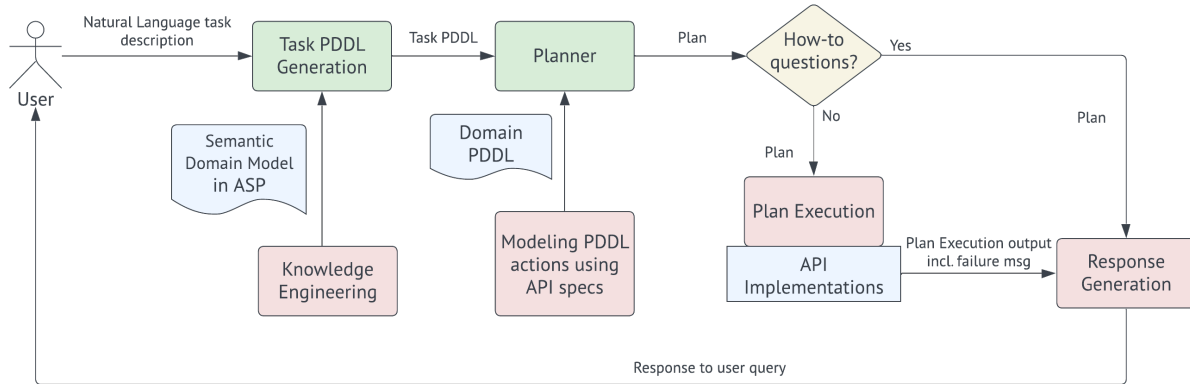 Natural Language task
description
User
Task PDDL
Generation
Task PDDL
Planner
Plan
How-to
questions?
Yes
No
Plan
Plan
Semantic
Domain Model
in ASP
Domain
PDDL
Knowledge
Engineering
Modeling PDDL
actions using
API specs
Plan Execution
API
Implementations
Plan Execution output
incl. failure msg
Response
Generation
Response to user query